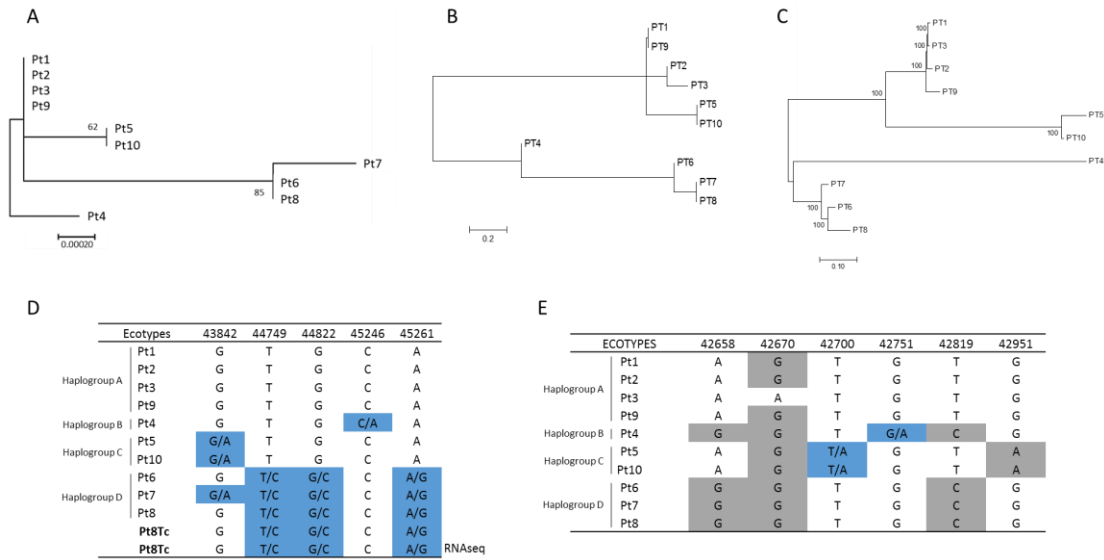 A
Pt1
Pt2
Pt3
Pt9
62
Pt5
Pt10
Pt7
Pt6
85
Pt8
Pt4
0.00020
B
PT1
PT9
PT2
PT3
PT5
PT10
PT4
PT6
PT7
PT8
0.2
C
PT1
100
PT3
100
100
PT2
100
PT9
PT5
100
PT10
PT4
PT7
100
PT6
100
PT8
0.10
D
Ecotypes 43842 44749 44822 45246 45261
Pt1 G T G C A
Pt2 G T G C A
Haplogroup A
Pt3 G T G C A
Pt9 G T G C A
Haplogroup B Pt4 G T G C/A A
Pt5 G/A T G C A
Haplogroup C
Pt10 G/A T G C A
Pt6 G T/C G/C C A/G
Haplogroup D Pt7 G/A T/C G/C C A/G
Pt8 G T/C G/C C A/G
Pt8Tc G T/C G/C C A/G
Pt8Tc G T/C G/C C A/G RNAseq
E
ECOTYPES 42658 42670 42700 42751 42819 42951
Pt1 A G T G T G
Pt2 A G T G T G
Haplogroup A
Pt3 A A T G T G
Pt9 A G T G T G
Haplogroup B Pt4 G G T G/A C G
Pt5 A G T/A G T A
Haplogroup C
Pt10 A G T/A G T A
Pt6 G G T G C G
Haplogroup D Pt7 G G T G C G
Pt8 G G T G C G